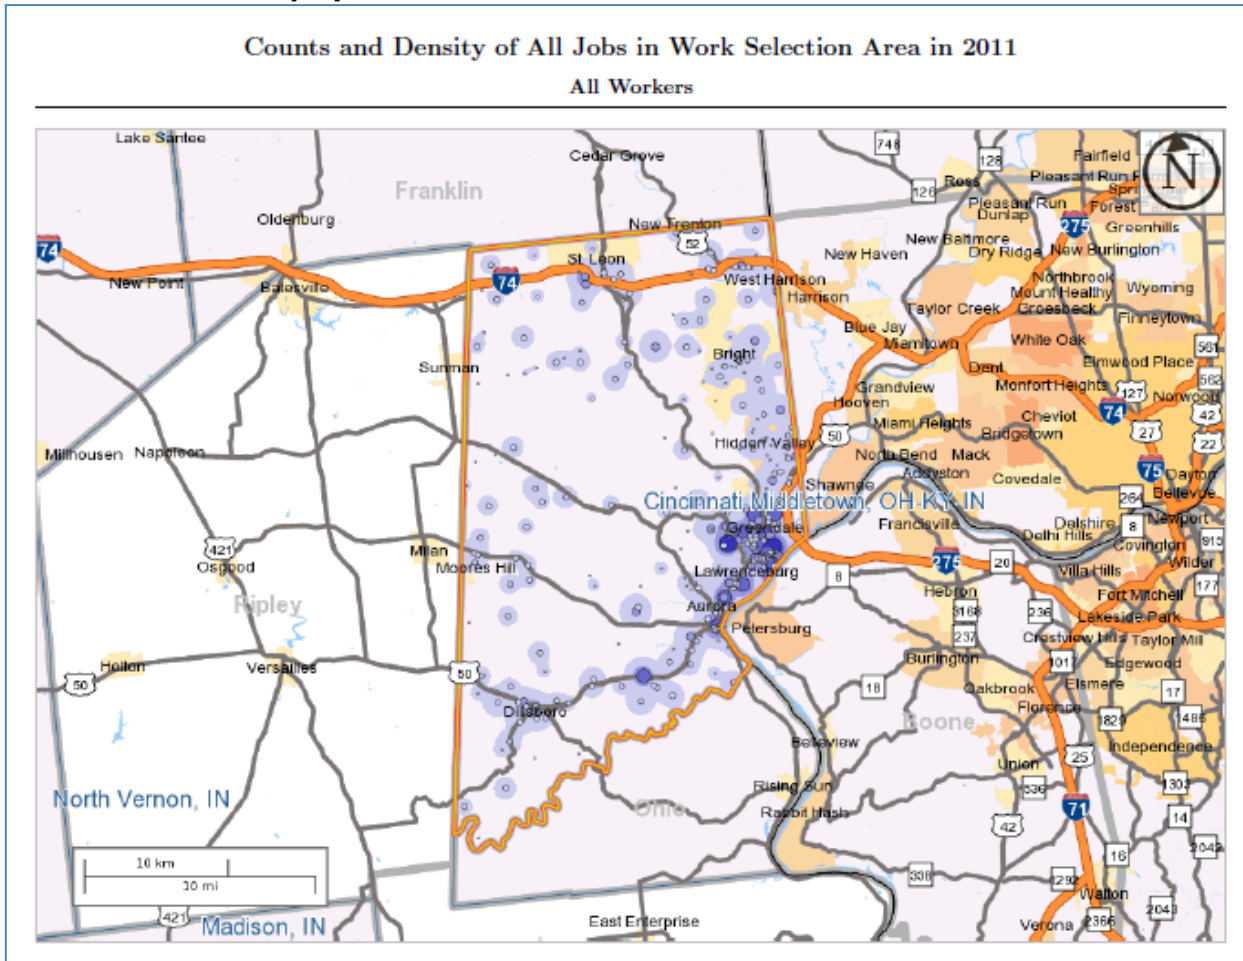 Counts and Density of All Jobs in Work Selection Area in 2011
All Workers
Lake Santee
Cedar Grove
748
128
Fairfield
N
Franklin
126
Ross
Pleasant Run Farm
Pleasant Run
Dunlap
Oldenburg
New Trenton
52
275
Greenhills
74
New Baltimore
Dry Ridge
New Burlington
St. Leon
New Haven
New Point
Batesville
74
West Harrison
Harrison
Northbrook
Mount Healthy
Wyoming
Taylor Creek
Groesbeck
Finneytown
Blue Jay
Miamitown
White Oak
561
Bright
Elmwood Place
Sunman
Dent
Monfort Heights
562
Grandview
127
Norwood
Hooven
74
42
Cheviot
Miami Heights
27
22
50
Bridgetown
Hidden Valley
Millhousen
Napoleon
North Bend
Mack
Addyston
75
Dayton
Shawnee
Covedale
Bellevue
Cincinnati-Middletown, OH-KY-IN
264
Greendale
Francisville
Delshire
8
Newport
Delhi Hills
915
421
Milan
Covington
Osgood
Moores Hill
Lawrenceburg
275
20
Villa Hills
Wilder
8
177
Ripley
Hebron
Fort Mitchell
Aurora
3168
236
Lakeside Park
Petersburg
237
Crestview Hills
Taylor Mill
Holton
Versailles
Burlington
1017
Edgewood
50
50
18
Oakbrook
Elsmere
17
Dillsboro
Florence
Boone
1829
1486
Belleview
Independence
25
Union
North Vernon, IN
Rising Sun
536
1303
Ohio
Rabbit Hash
71
42
14
10 km
16
2042
10 mi
338
1292
Walton
421
Madison, IN
East Enterprise
Verona
2366
2043